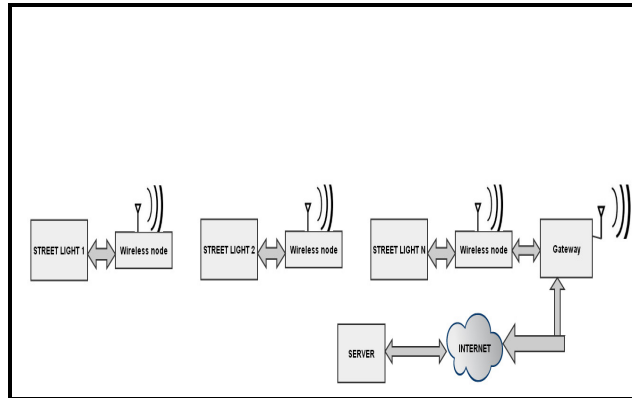 STREET LIGHT 1
Wireless node
STREET LIGHT 2
Wireless node
STREET LIGHT N
Wireless node
Gateway
SERVER
INTERNET